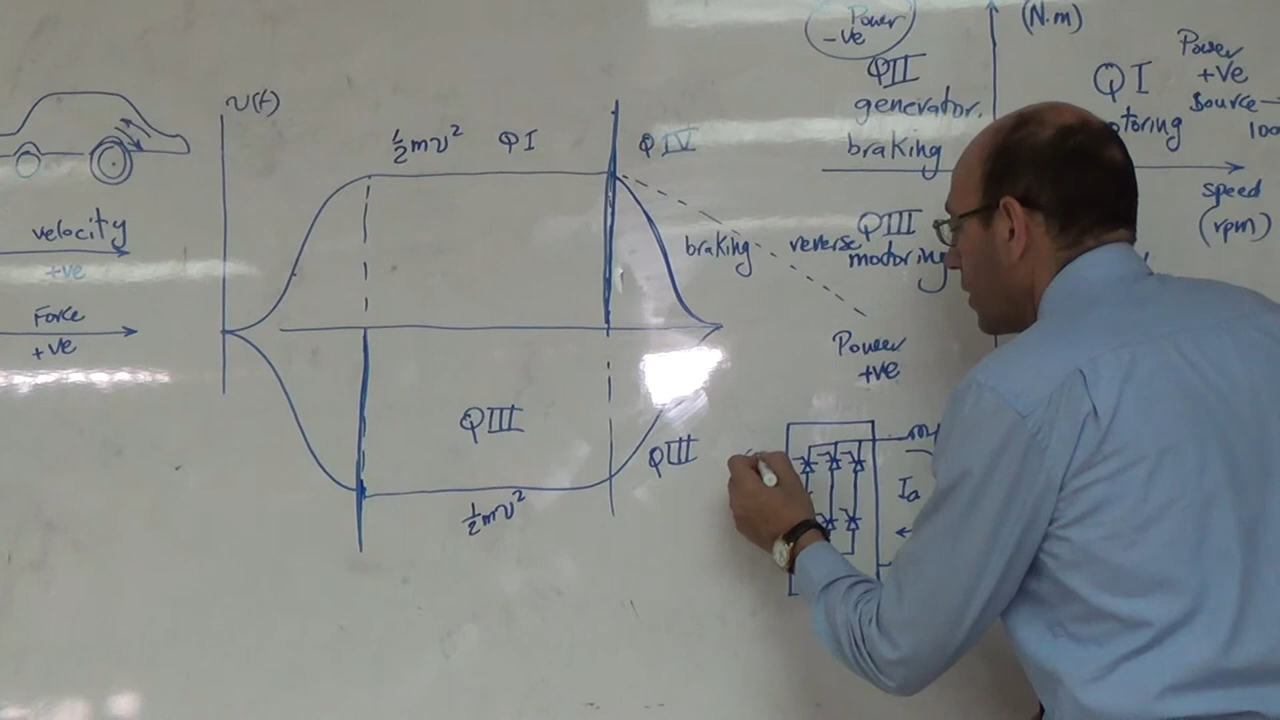 v(t)
½mv² QI
QIV
velocity
+ve
Force
+ve
braking
QIII
QIII
½mv²
Power
-ve
QII
generator.
braking
(N.m)
QI
Power
+ve
source
100
speed
(rpm)
QIII
reverse
motoring
Power
+ve
Ia